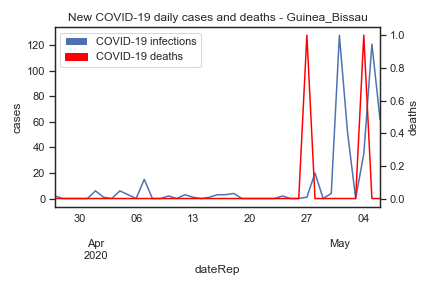 New COVID-19 daily cases and deaths - Guinea_Bissau
COVID-19 infections
COVID-19 deaths
120
100
80
60
40
20
0
cases
1.0
0.8
0.6
0.4
0.2
0.0
deaths
30 06 13 20 27 04
Apr May
2020
dateRep